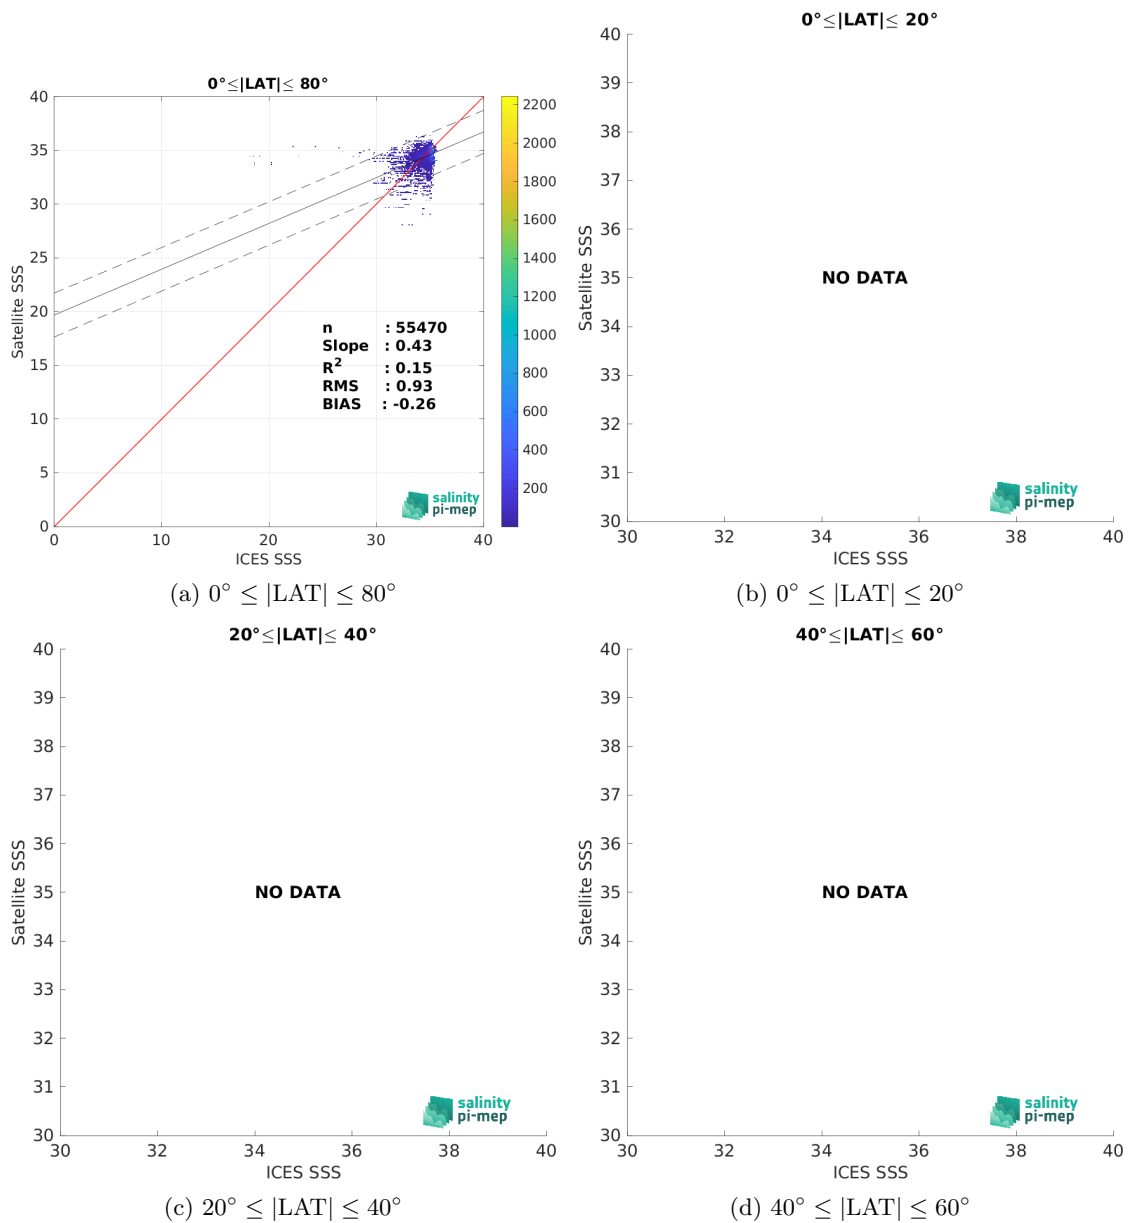 0°≤|LAT|≤ 80°
40
35
30
25
20
15
10
5
0
0
10
20
30
40
Satellite SSS
ICES SSS
n : 55470
Slope : 0.43
R² : 0.15
RMS : 0.93
BIAS : -0.26
2200
2000
1800
1600
1400
1200
1000
800
600
400
200
salinity
pi-mep
(a) 0° ≤ |LAT| ≤ 80°
0°≤|LAT|≤ 20°
40
39
38
37
36
35
34
33
32
31
30
30
32
34
36
38
40
Satellite SSS
ICES SSS
NO DATA
salinity
pi-mep
(b) 0° ≤ |LAT| ≤ 20°
20°≤|LAT|≤ 40°
40
39
38
37
36
35
34
33
32
31
30
30
32
34
36
38
40
Satellite SSS
ICES SSS
NO DATA
salinity
pi-mep
(c) 20° ≤ |LAT| ≤ 40°
40°≤|LAT|≤ 60°
40
39
38
37
36
35
34
33
32
31
30
30
32
34
36
38
40
Satellite SSS
ICES SSS
NO DATA
salinity
pi-mep
(d) 40° ≤ |LAT| ≤ 60°